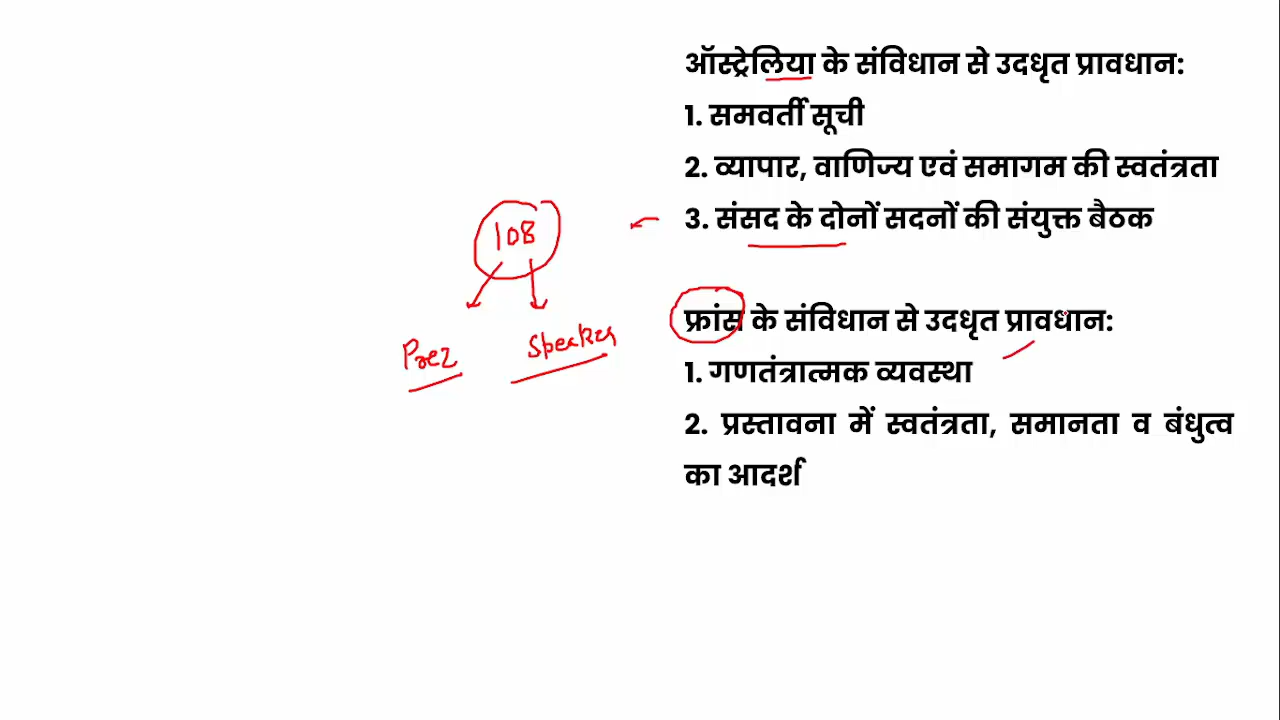 ऑस्ट्रेलिया के संविधान से उदधृत प्रावधान:
1. समवर्ती सूची
2. व्यापार, वाणिज्य एवं समागम की स्वतंत्रता
3. संसद के दोनों सदनों की संयुक्त बैठक
108
Prez
Speaker
फ्रांस के संविधान से उदधृत प्रावधान:
1. गणतंत्रात्मक व्यवस्था
2. प्रस्तावना में स्वतंत्रता, समानता व बंधुत्व
का आदर्श